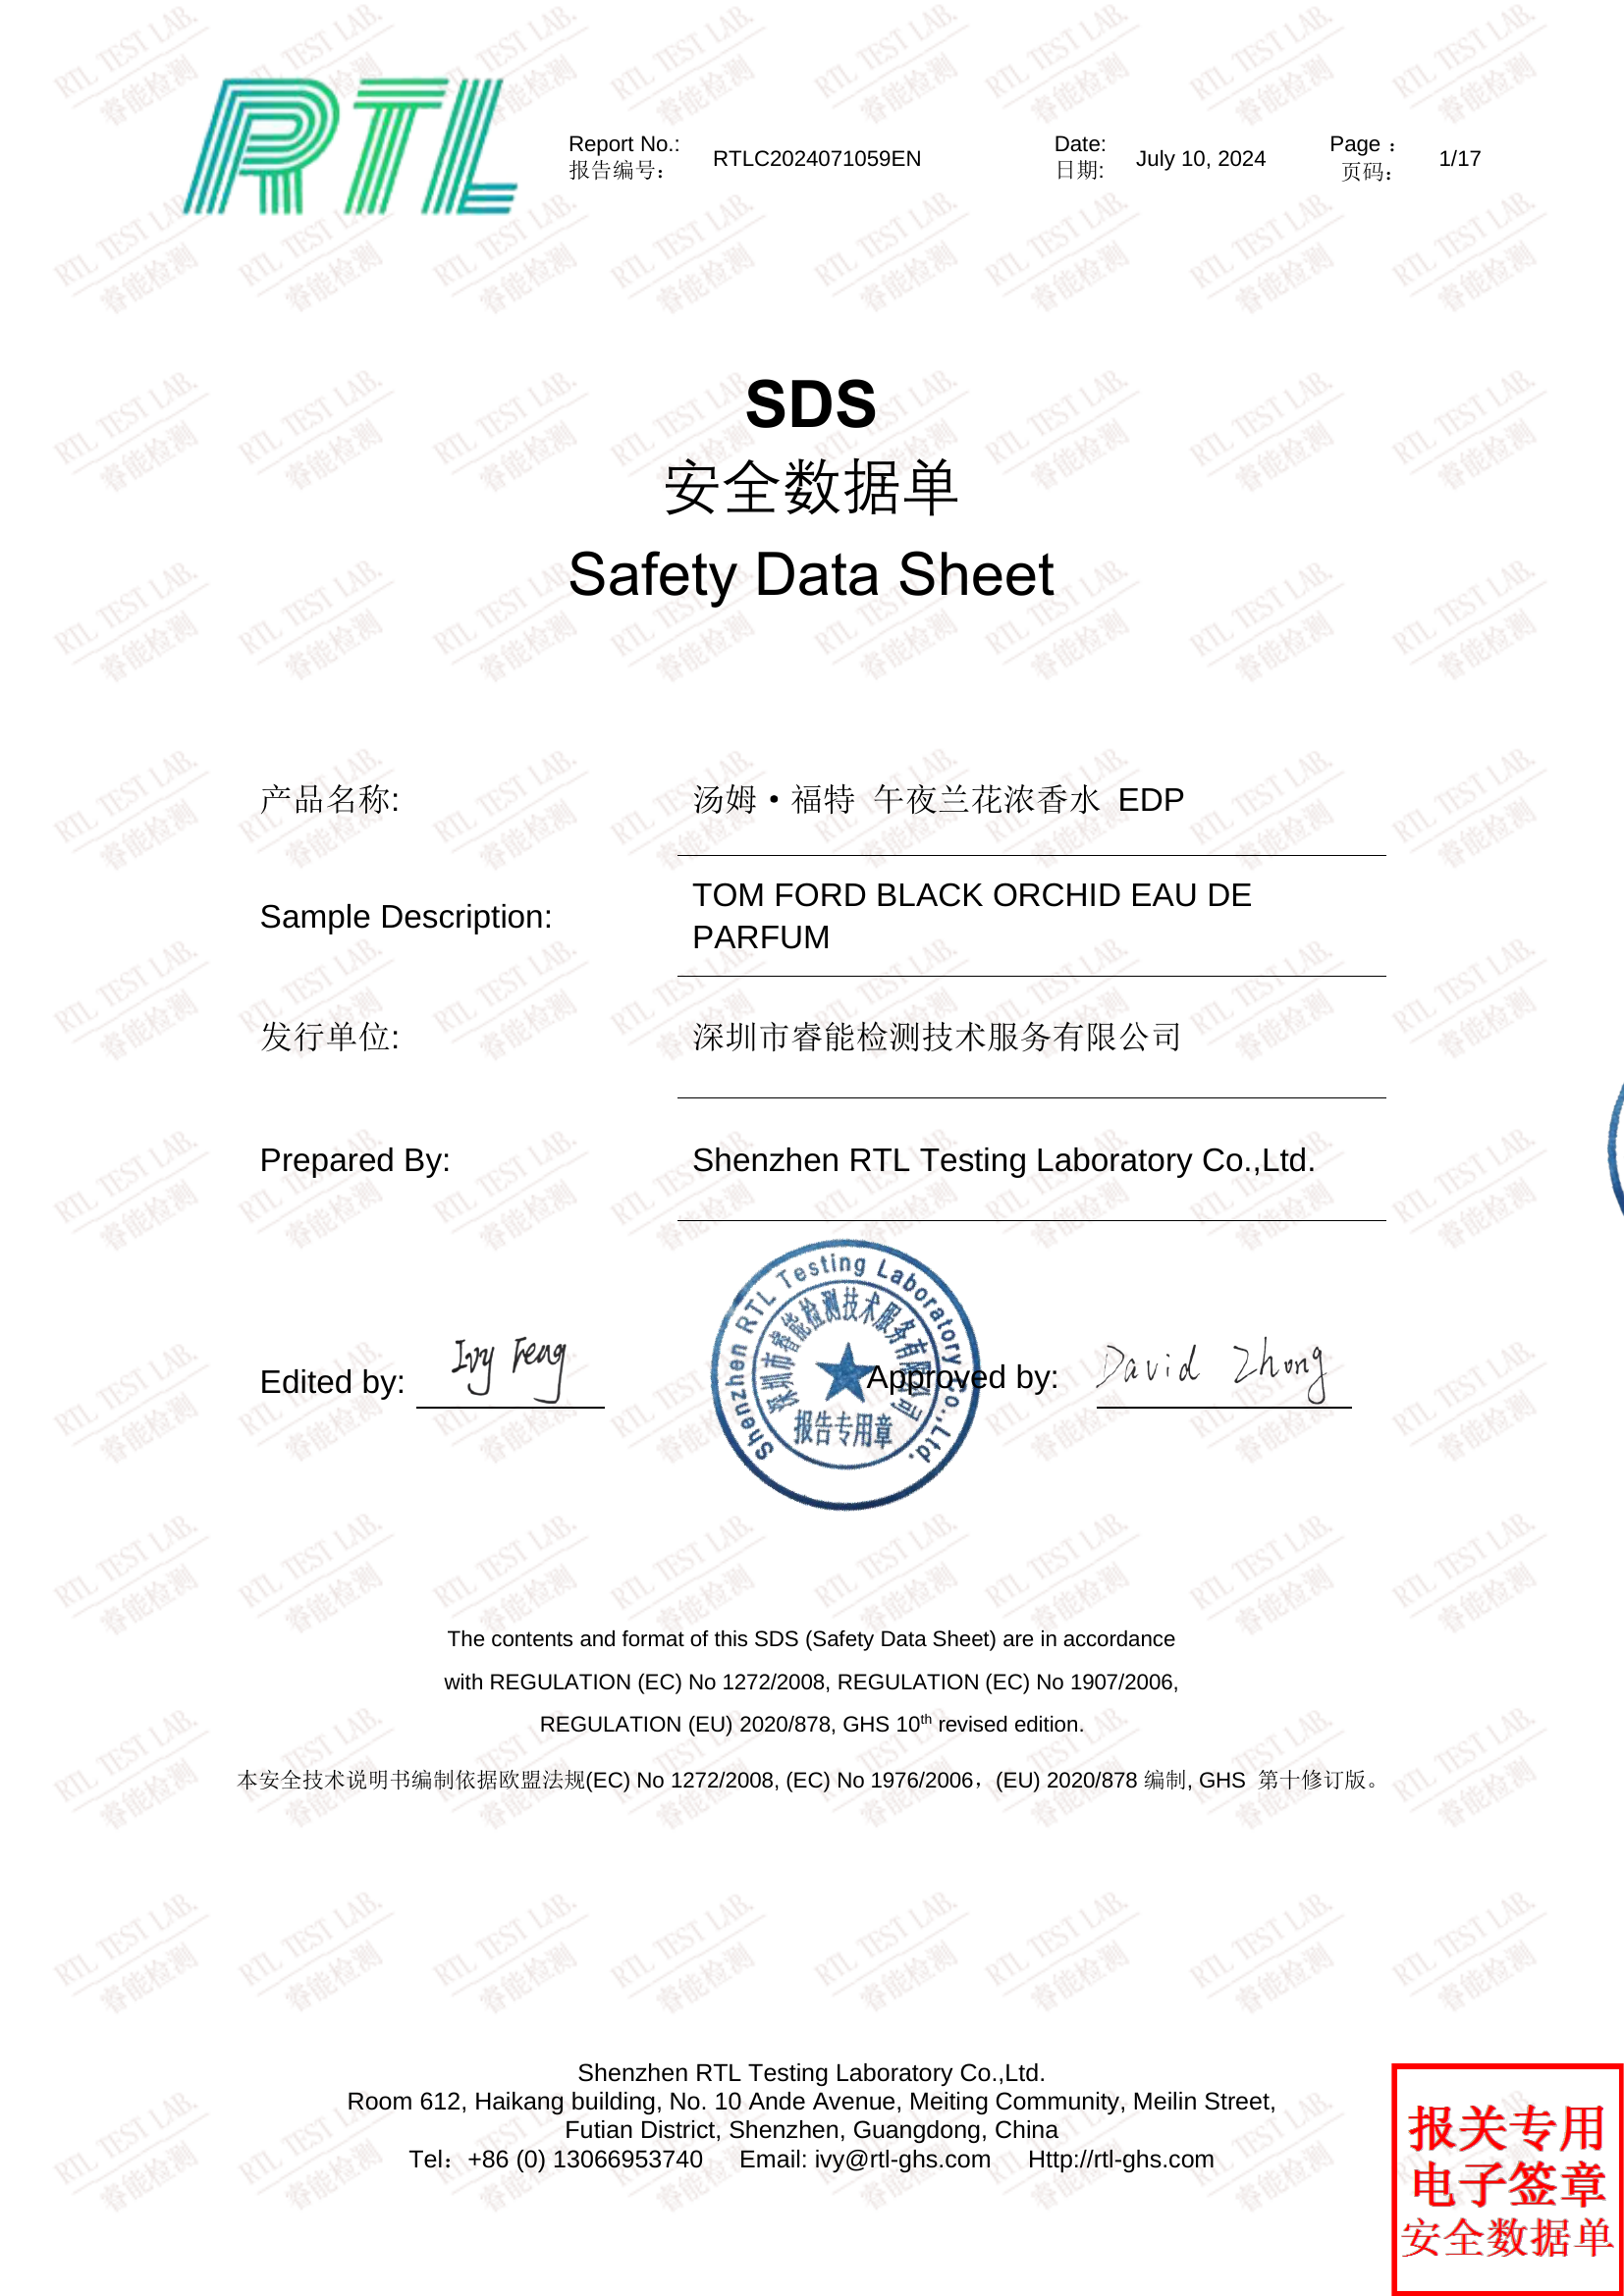 RTL
Report No.:
报告编号：
RTLC2024071059EN
Date:
日期:
July 10, 2024
Page ：
页码：
1/17
SDS
安全数据单
Safety Data Sheet
产品名称:
汤姆·福特 午夜兰花浓香水 EDP
Sample Description:
TOM FORD BLACK ORCHID EAU DE
PARFUM
发行单位:
深圳市睿能检测技术服务有限公司
Prepared By:
Shenzhen RTL Testing Laboratory Co.,Ltd.
Edited by:
Ivy Feng
Shenzhen RTL Testing Laboratory Co.,Ltd.
深圳市睿能检测技术服务有限公司
报告专用章
Approved by:
David Zhong
The contents and format of this SDS (Safety Data Sheet) are in accordance
with REGULATION (EC) No 1272/2008, REGULATION (EC) No 1907/2006,
REGULATION (EU) 2020/878, GHS 10th revised edition.
本安全技术说明书编制依据欧盟法规(EC) No 1272/2008, (EC) No 1976/2006，(EU) 2020/878 编制, GHS 第十修订版。
Shenzhen RTL Testing Laboratory Co.,Ltd.
Room 612, Haikang building, No. 10 Ande Avenue, Meiting Community, Meilin Street,
Futian District, Shenzhen, Guangdong, China
Tel：+86 (0) 13066953740 Email: ivy@rtl-ghs.com Http://rtl-ghs.com
报关专用
电子签章
安全数据单
RTL TEST LAB.
睿能检测